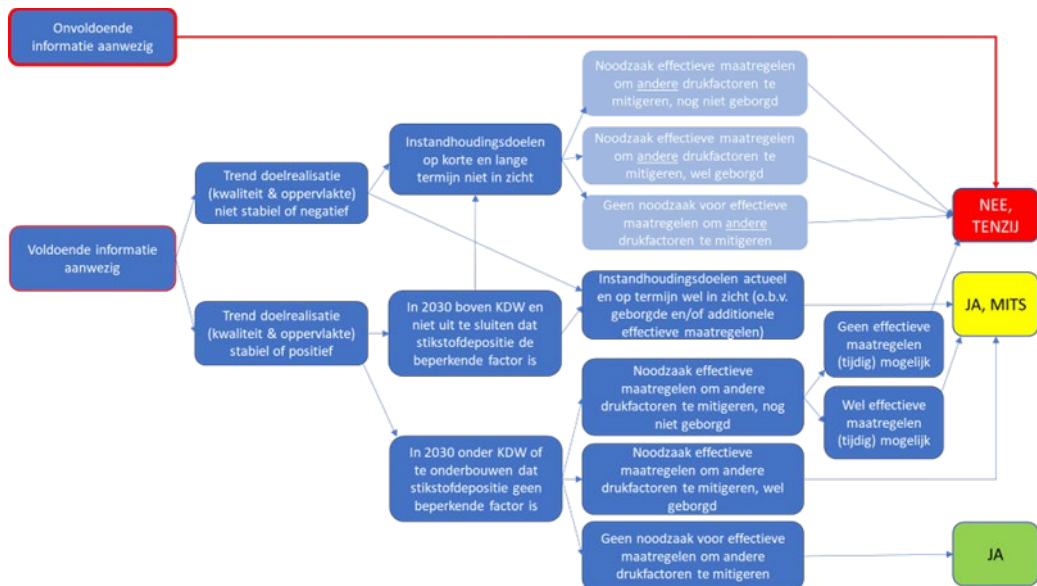 Onvoldoende
informatie aanwezig
Voldoende informatie
aanwezig
Trend doelrealisatie
(kwaliteit & oppervlakte)
niet stabiel of negatief
Trend doelrealisatie
(kwaliteit & oppervlakte)
stabiel of positief
Instandhoudingsdoelen
op korte en lange
termijn niet in zicht
In 2030 boven KDW en
niet uit te sluiten dat
stikstofdepositie de
beperkende factor is
In 2030 onder KDW of
te onderbouwen dat
stikstofdepositie geen
beperkende factor is
Noodzaak effectieve maatregelen
om andere drukfactoren te
mitigeren, nog niet geborgd
Noodzaak effectieve maatregelen
om andere drukfactoren te
mitigeren, wel geborgd
Geen noodzaak voor effectieve
maatregelen om andere
drukfactoren te mitigeren
Instandhoudingsdoelen actueel
en op termijn wel in zicht (o.b.v.
geborgde en/of additionele
effectieve maatregelen)
Noodzaak effectieve
maatregelen om andere
drukfactoren te mitigeren, nog
niet geborgd
Noodzaak effectieve
maatregelen om andere
drukfactoren te mitigeren, wel
geborgd
Geen noodzaak voor effectieve
maatregelen om andere
drukfactoren te mitigeren
Geen effectieve
maatregelen
(tijdig) mogelijk
Wel effectieve
maatregelen
(tijdig) mogelijk
NEE,
TENZIJ
JA, MITS
JA